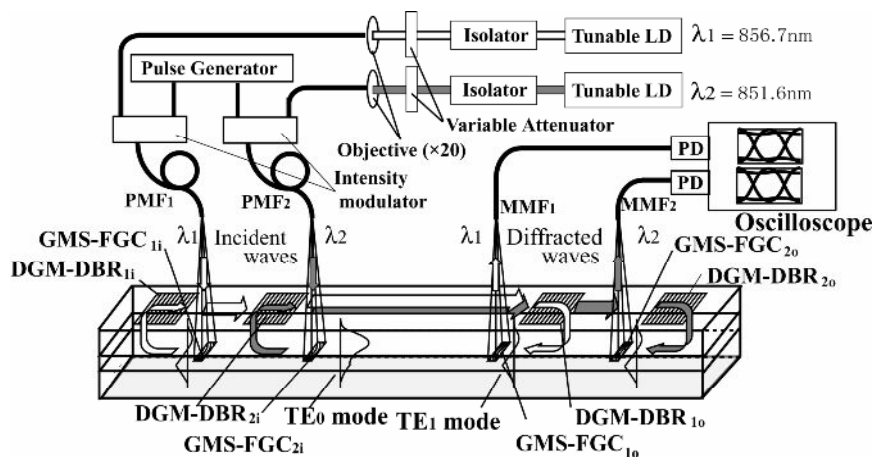 Isolator
Tunable LD
λ1 = 856.7nm
Pulse Generator
Isolator
Tunable LD
λ2 = 851.6nm
Variable Attenuator
Objective (×20)
PD
PD
Intensity
modulator
PMF1
PMF2
MMF1
MMF2
Oscilloscope
GMS-FGC1i
λ1
Incident
waves
λ2
λ1
Diffracted
waves
λ2
GMS-FGC2o
DGM-DBR1i
DGM-DBR2o
DGM-DBR2i
TE0 mode
TE1 mode
DGM-DBR1o
GMS-FGC2i
GMS-FGC1o